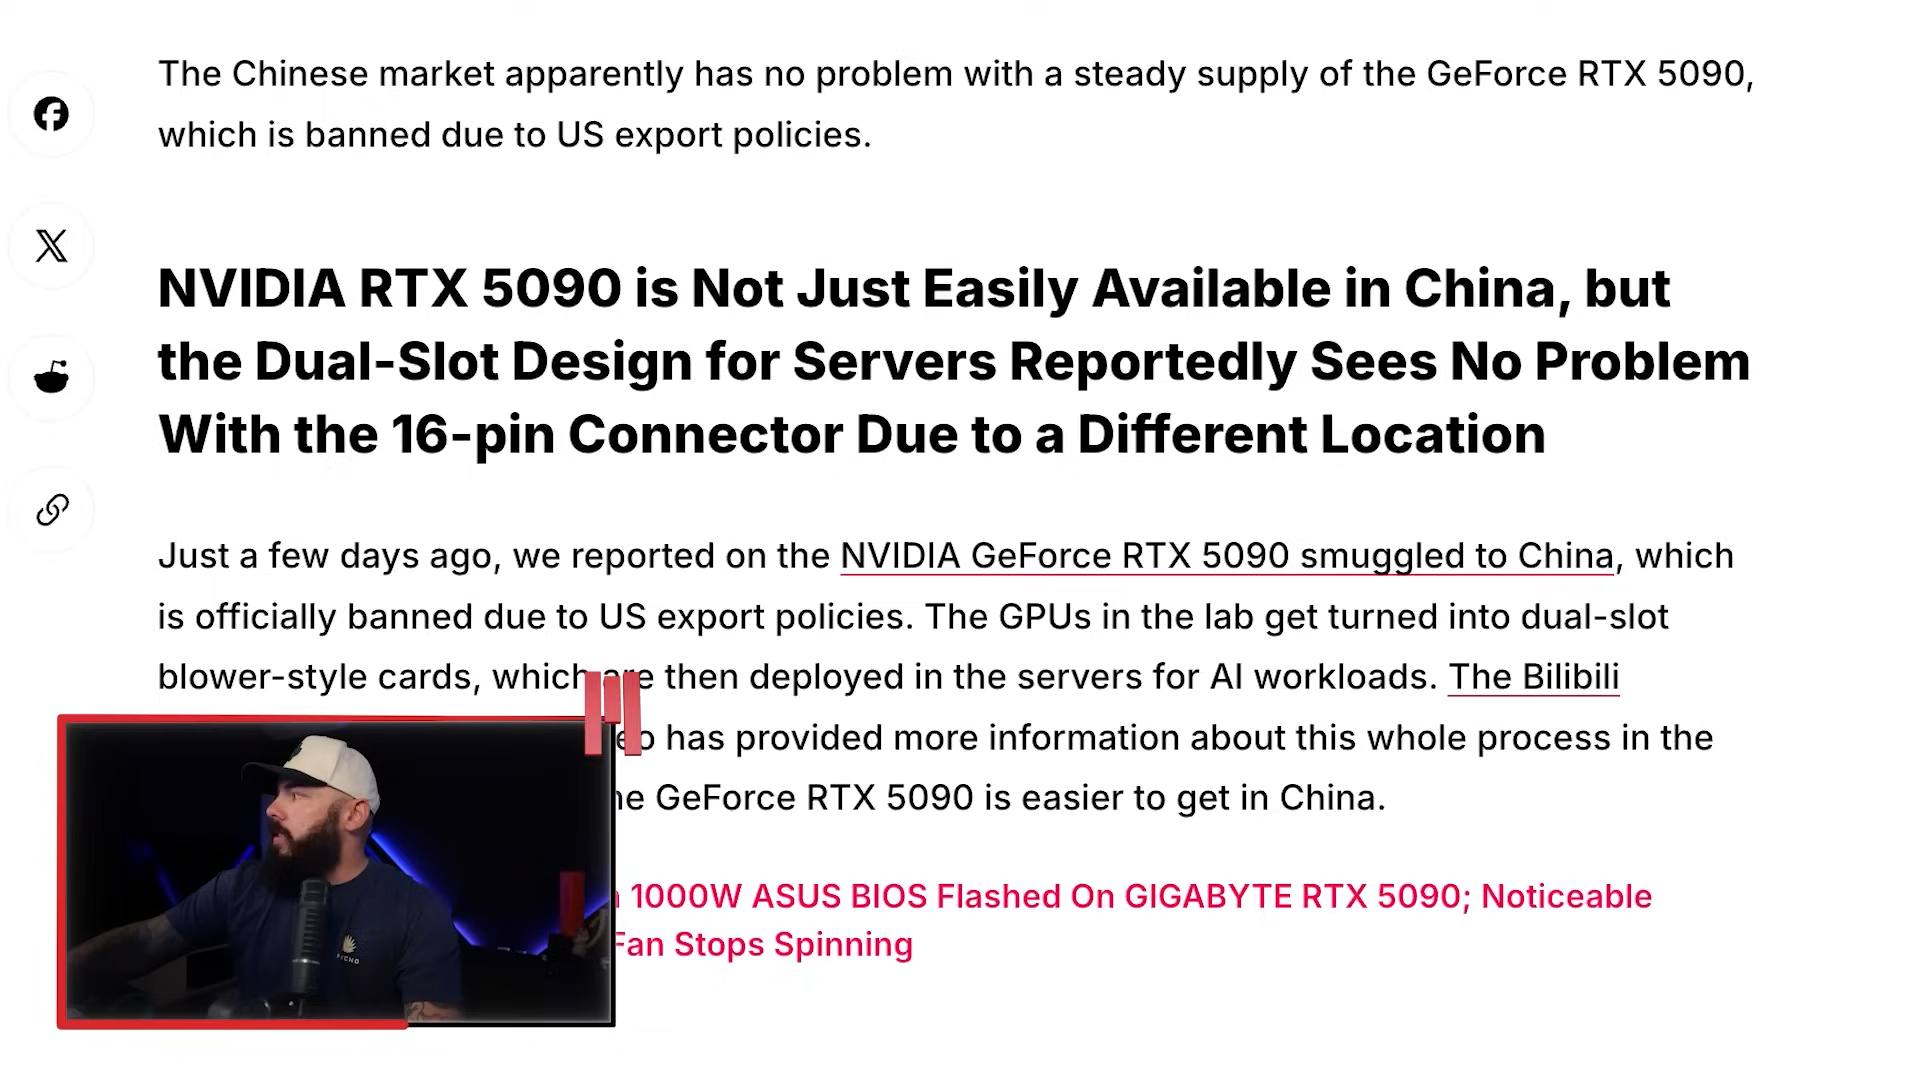 The Chinese market apparently has no problem with a steady supply of the GeForce RTX 5090,
which is banned due to US export policies.
NVIDIA RTX 5090 is Not Just Easily Available in China, but
the Dual-Slot Design for Servers Reportedly Sees No Problem
With the 16-pin Connector Due to a Different Location
Just a few days ago, we reported on the NVIDIA GeForce RTX 5090 smuggled to China, which
is officially banned due to US export policies. The GPUs in the lab get turned into dual-slot
blower-style cards, which are then deployed in the servers for AI workloads. The Bilibili
has provided more information about this whole process in the
GeForce RTX 5090 is easier to get in China.
1000W ASUS BIOS Flashed On GIGABYTE RTX 5090; Noticeable
Fan Stops Spinning